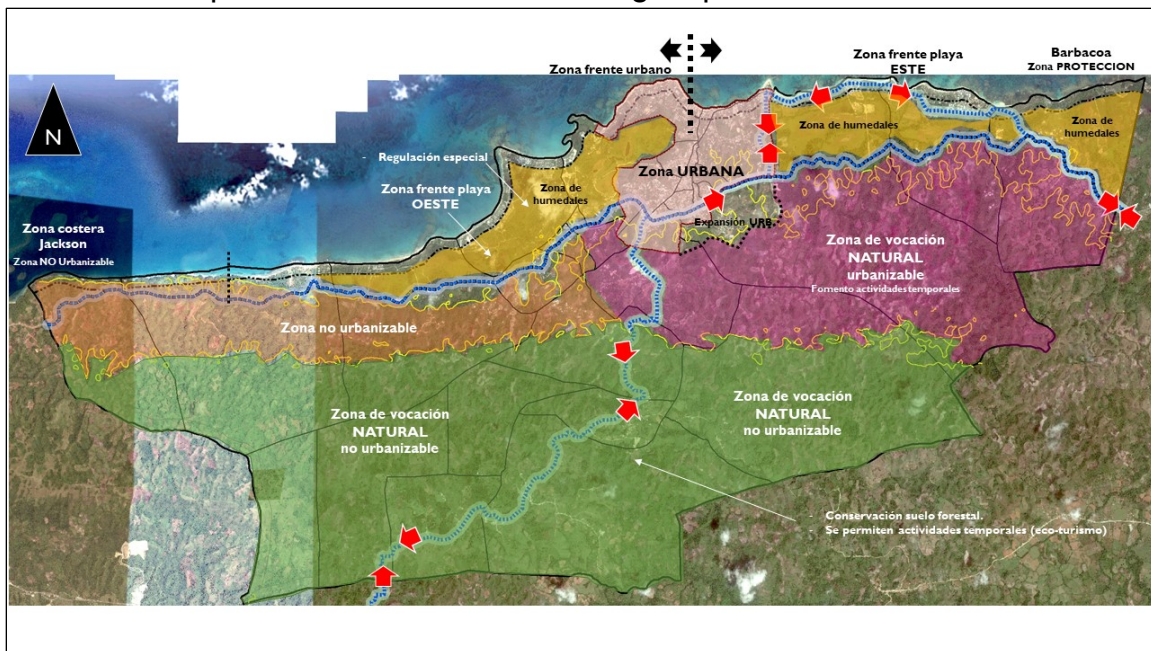 Zona frente urbano
Zona frente playa
ESTE
Barbacoa
Zona PROTECCION
N
- Regulación especial
Zona frente playa
OESTE
Zona de
humedales
Zona URBANA
Zona de humedales
Zona de
humedales
Expansión URB.
Zona costera
Jackson
Zona NO Urbanizable
Zona de vocación
NATURAL
urbanizable
Fomento actividades temporales
Zona no urbanizable
Zona de vocación
NATURAL
no urbanizable
Zona de vocación
NATURAL
no urbanizable
- Conservación suelo forestal.
- Se permiten actividades temporales (eco-turismo)